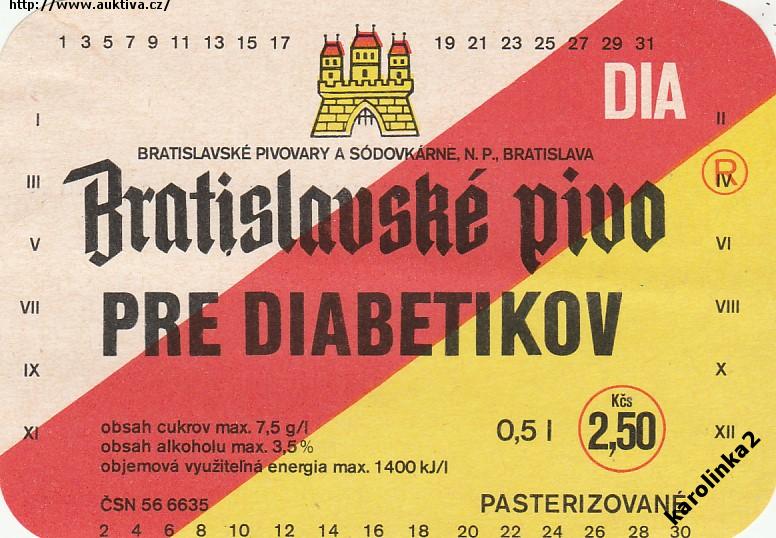 http://www.auktiva.cz/
1 3 5 7 9 11 13 15 17 19 21 23 25 27 29 31
DIA
I II
BRATISLAVSKÉ PIVOVARY A SÓDOVKÁRNE, N. P., BRATISLAVA
III IV R
Bratislavské pivo
V VI
PRE DIABETIKOV
VII VIII
IX X
XI XII
obsah cukrov max. 7,5 g/l
obsah alkoholu max. 3,5%
objemová využiteľná energia max. 1400 kJ/l
0,5 l
Kčs
2,50
ČSN 56 6635
PASTERIZOVANÉ
2 4 6 8 10 12 14 16 18 20 22 24 26 28 30
karolinka2